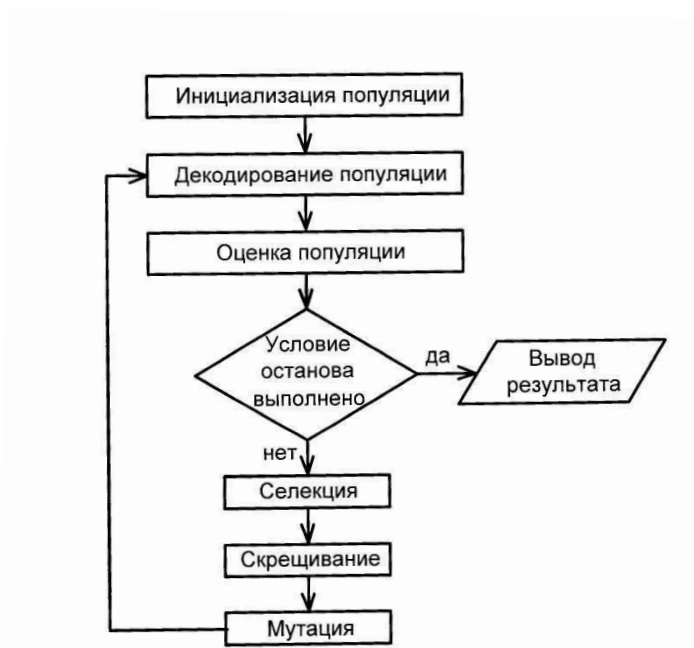 Инициализация популяции
Декодирование популяции
Оценка популяции
Условие
останова
выполнено
да
Вывод
результата
нет
Селекция
Скрещивание
Мутация